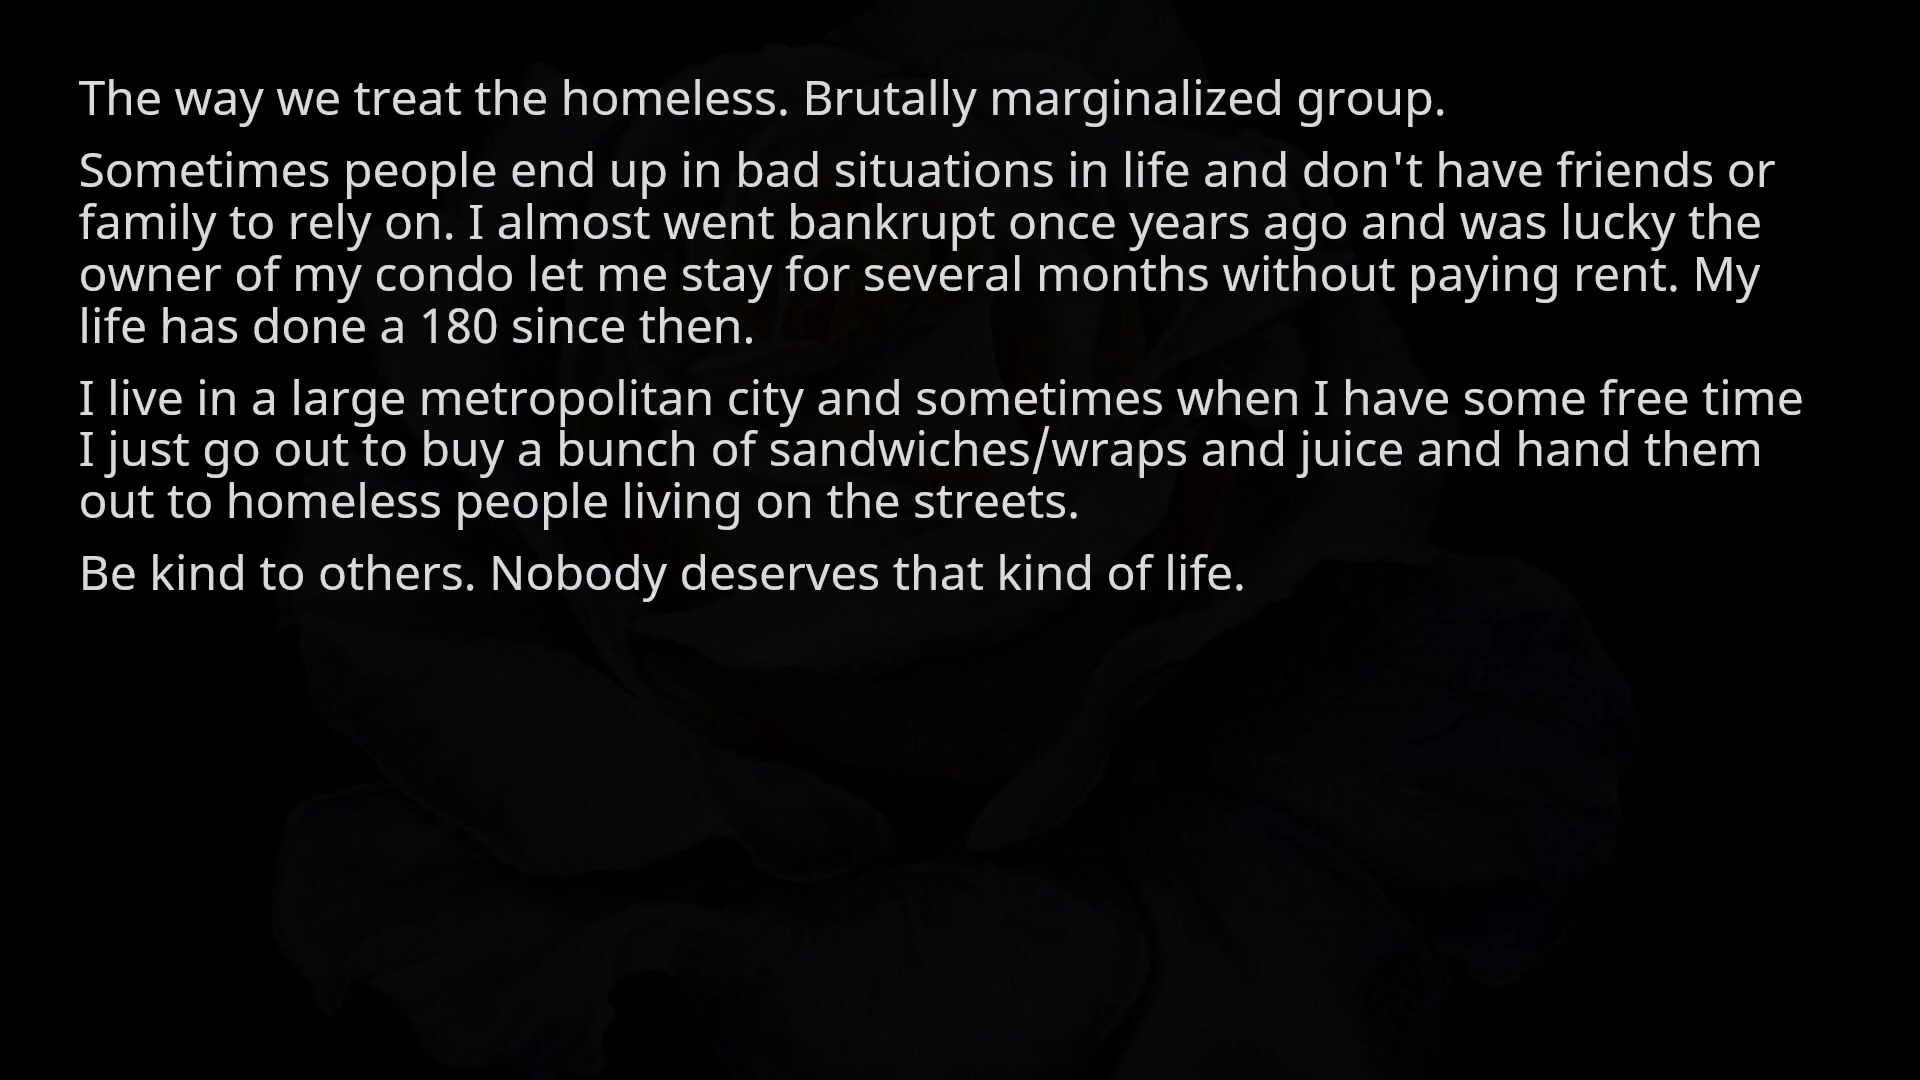 The way we treat the homeless. Brutally marginalized group.
Sometimes people end up in bad situations in life and don't have friends or
family to rely on. I almost went bankrupt once years ago and was lucky the
owner of my condo let me stay for several months without paying rent. My
life has done a 180 since then.
I live in a large metropolitan city and sometimes when I have some free time
I just go out to buy a bunch of sandwiches/wraps and juice and hand them
out to homeless people living on the streets.
Be kind to others. Nobody deserves that kind of life.